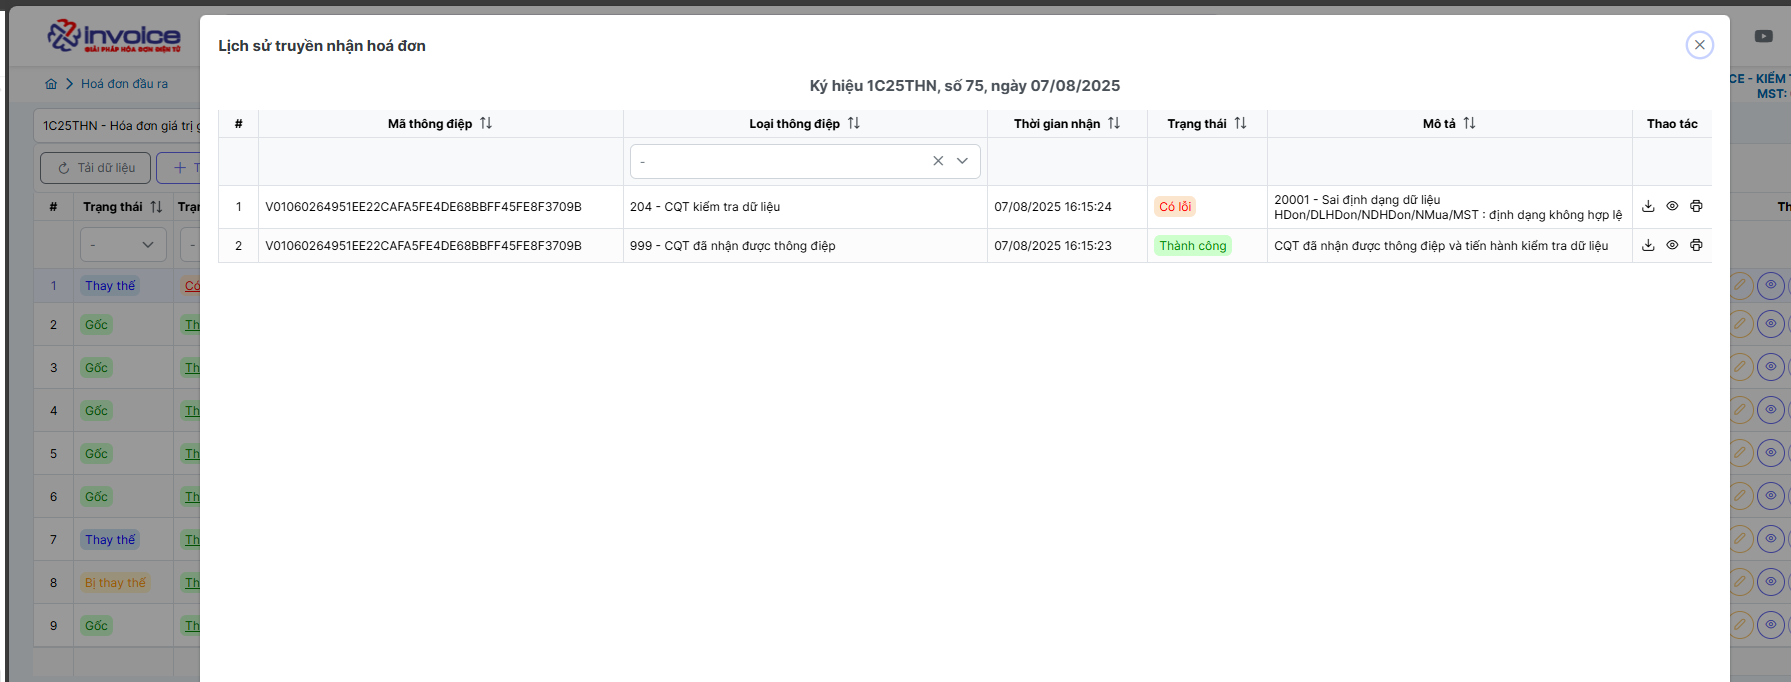 invoice
GIẢI PHÁP HÓA ĐƠN ĐIỆN TỬ
Lịch sử truyền nhận hoá đơn
Hoá đơn đầu ra
Ký hiệu 1C25THN, số 75, ngày 07/08/2025
CE - KIỂM
MST:
1C25THN - Hóa đơn giá trị g
Tải dữ liệu
# Mã thông điệp Loại thông điệp Thời gian nhận Trạng thái Mô tả Thao tác
-
1 V01060264951EE22CAFA5FE4DE68BBFF45FE8F3709B 204 - CQT kiểm tra dữ liệu 07/08/2025 16:15:24 Có lỗi 20001 - Sai định dạng dữ liệu
HDon/DLHDon/NDHDon/NMua/MST : định dạng không hợp lệ
2 V01060264951EE22CAFA5FE4DE68BBFF45FE8F3709B 999 - CQT đã nhận được thông điệp 07/08/2025 16:15:23 Thành công CQT đã nhận được thông điệp và tiến hành kiểm tra dữ liệu
# Trạng thái Trạn Th
- -
1 Thay thế Có
2 Gốc Th
3 Gốc Th
4 Gốc Th
5 Gốc Th
6 Gốc Th
7 Thay thế Th
8 Bị thay thế Th
9 Gốc Th